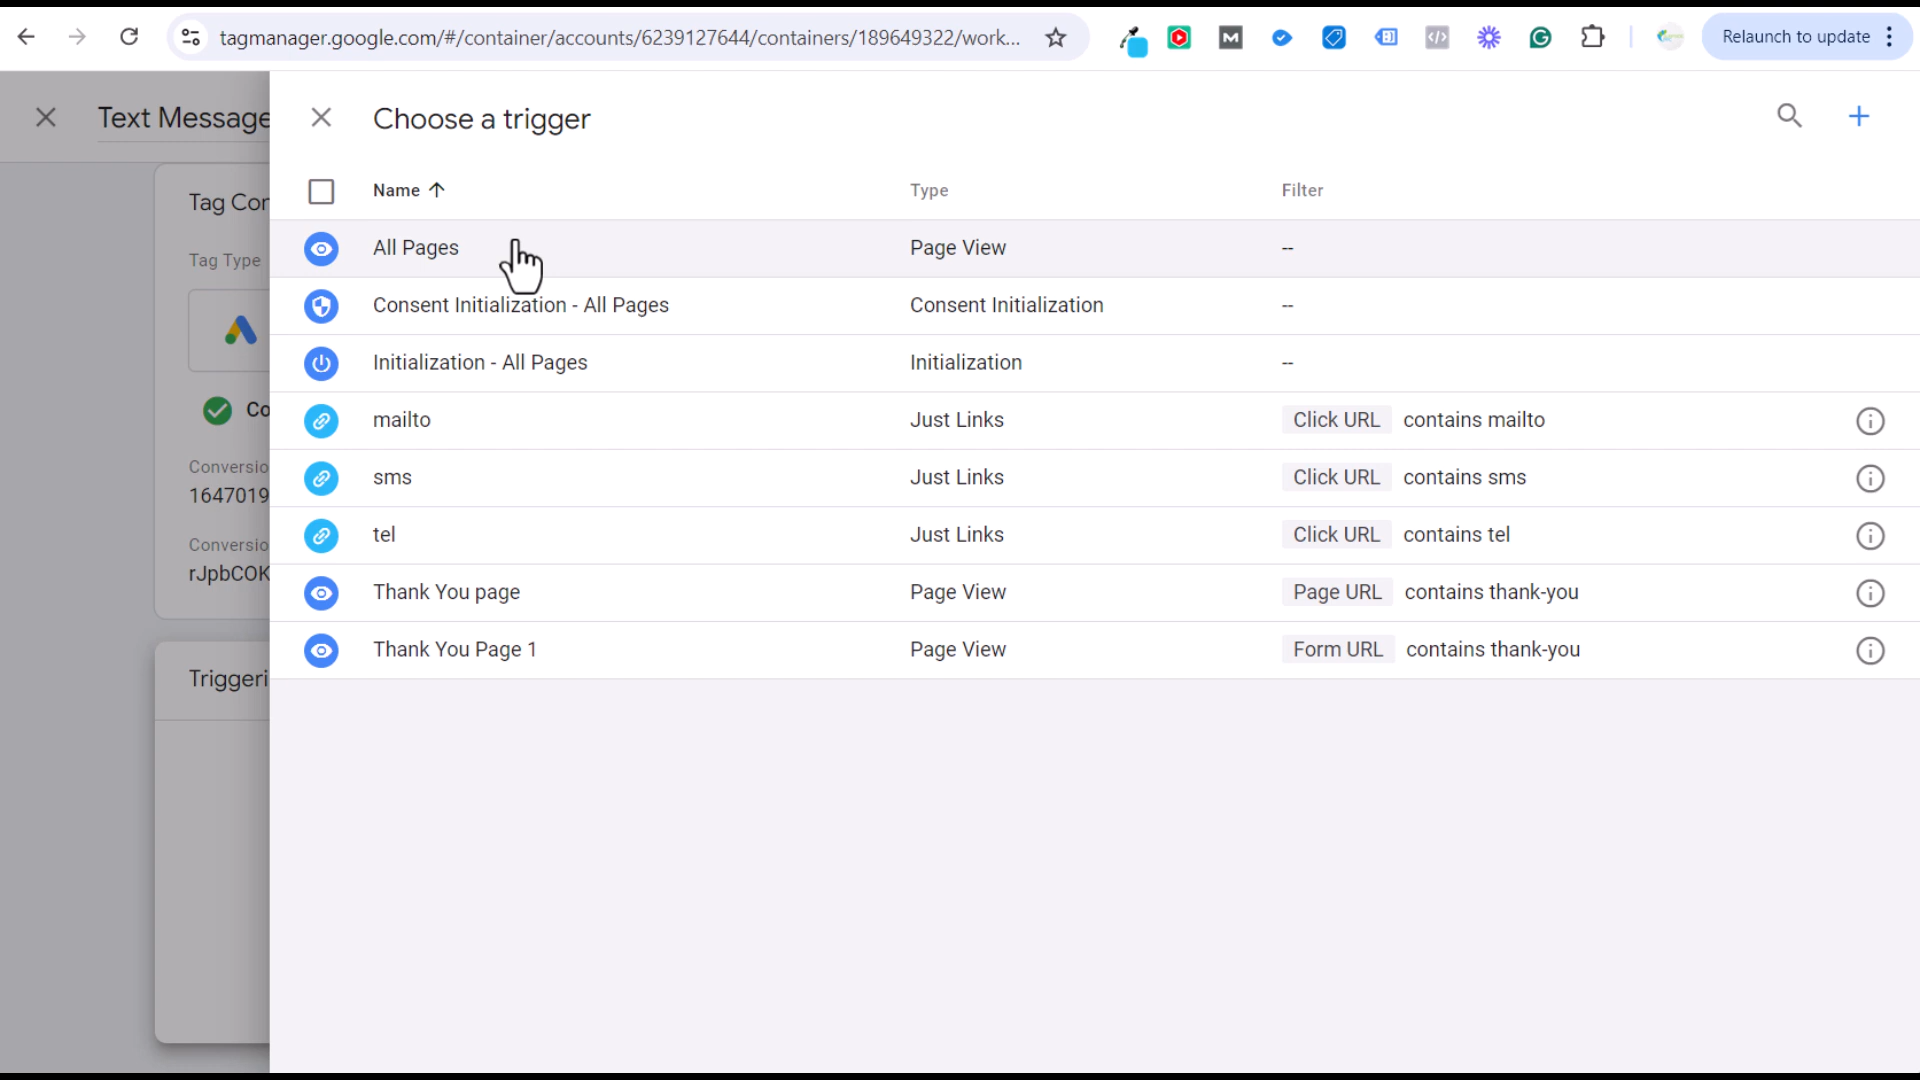 tagmanager.google.com/#/container/accounts/6239127644/containers/189649322/work...
Relaunch to update
Text Message
Choose a trigger
Name Type Filter
Tag Con
Tag Type
All Pages Page View --
Consent Initialization - All Pages Consent Initialization --
Initialization - All Pages Initialization --
Co
mailto Just Links Click URL contains mailto
Conversio
1647019
sms Just Links Click URL contains sms
Conversio
rJpbCOK
tel Just Links Click URL contains tel
Thank You page Page View Page URL contains thank-you
Thank You Page 1 Page View Form URL contains thank-you
Triggeri